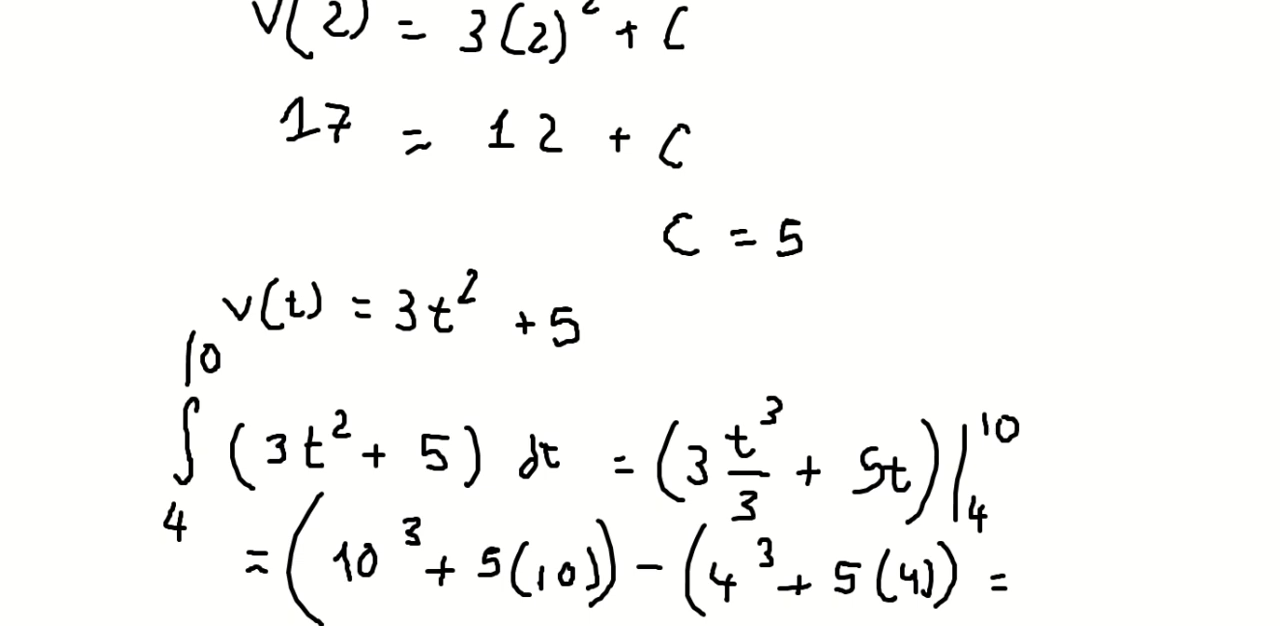 v(2) = 3(2)² + C
17 = 12 + C
C = 5
v(t) = 3t² + 5
∫₄¹⁰ (3t² + 5) dt = (3 t³/3 + 5t)|₄¹⁰
= (10³ + 5(10)) - (4³ + 5(4)) =